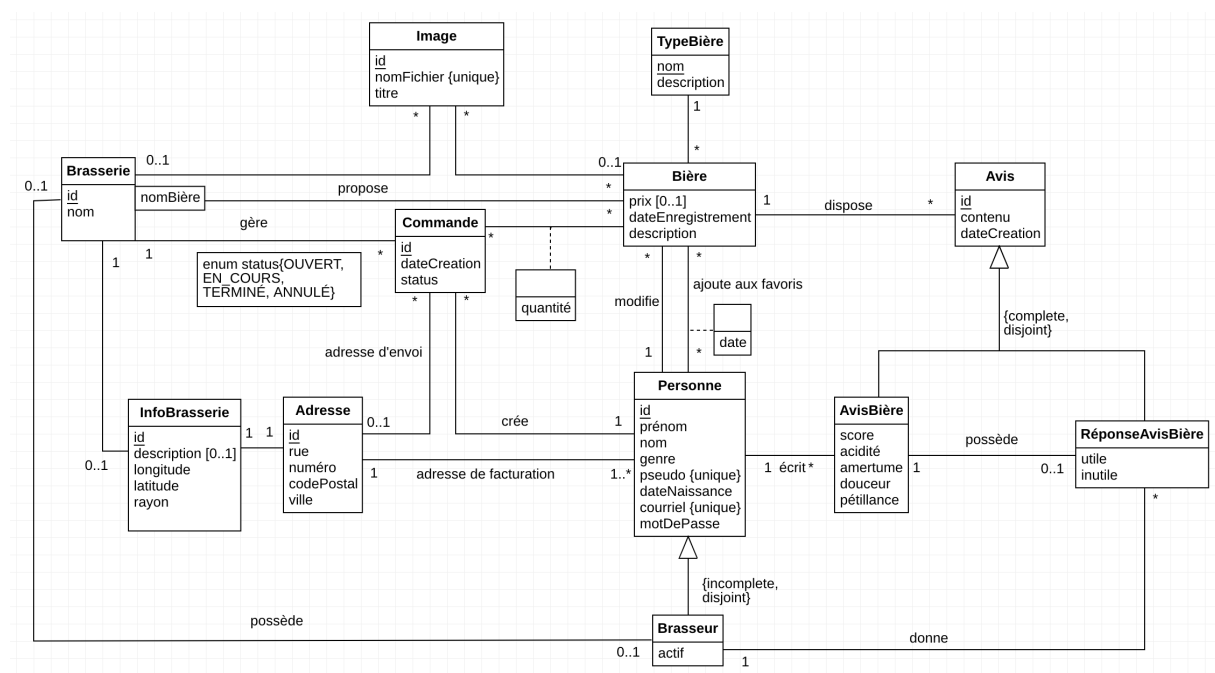 Image
id
nomFichier {unique}
titre
TypeBière
nom
description
*
*
1
*
0..1
0..1
Brasserie
id
nom
0..1
nomBière
propose
*
Bière
prix [0..1]
dateEnregistrement
description
1
dispose
*
Avis
id
contenu
dateCreation
gère
1
*
*
*
Commande
id
dateCreation
status
enum status{OUVERT,
EN_COURS,
TERMINÉ, ANNULÉ}
quantité
1
*
*
modifie
ajoute aux favoris
date
1
*
{complete,
disjoint}
*
*
adresse d'envoi
InfoBrasserie
id
description [0..1]
longitude
latitude
rayon
0..1
1
1
Adresse
id
rue
numéro
codePostal
ville
0..1
crée
1
1
adresse de facturation
1..*
Personne
id
prénom
nom
genre
pseudo {unique}
dateNaissance
courriel {unique}
motDePasse
1
écrit
*
AvisBière
score
acidité
amertume
douceur
pétillance
possède
1
0..1
RéponseAvisBière
utile
inutile
*
{incomplete,
disjoint}
possède
0..1
Brasseur
actif
donne
1